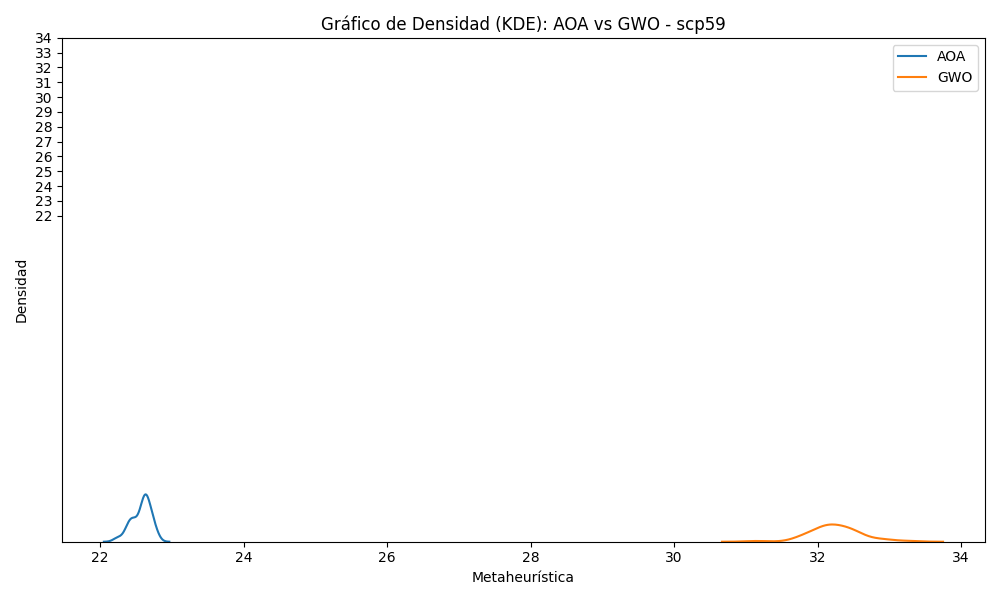 Gráfico de Densidad (KDE): AOA vs GWO - scp59
AOA
GWO
34
33
32
31
30
29
28
27
26
25
24
23
22
Densidad
22 24 26 28 30 32 34
Metaheurística